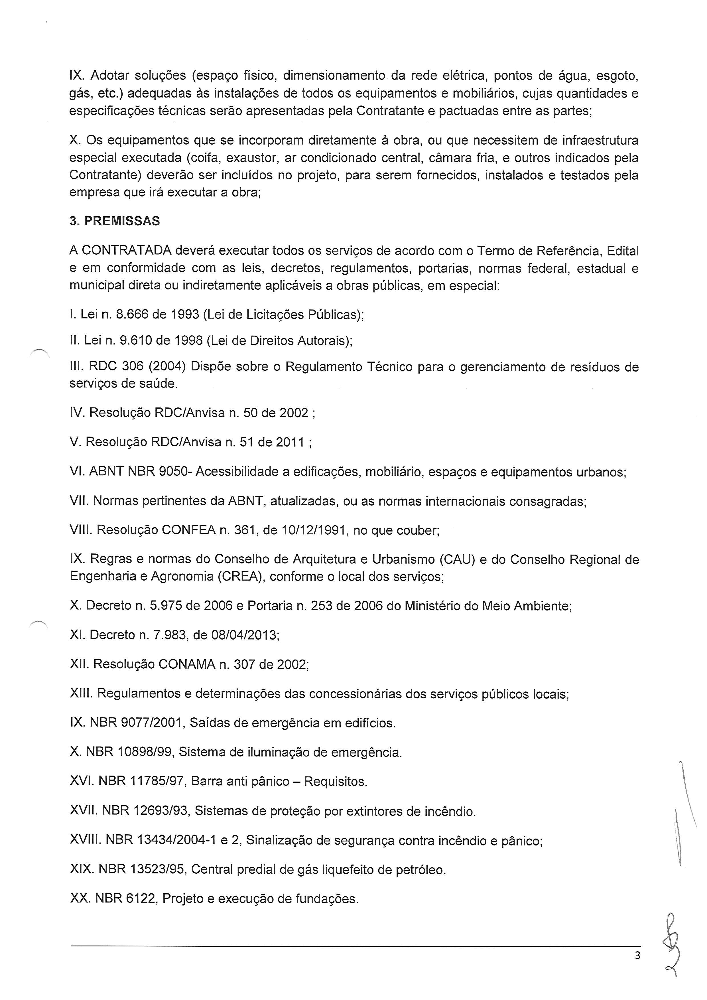 IX. Adotar soluções (espaço físico, dimensionamento da rede elétrica, pontos de água, esgoto,
gás, etc.) adequadas às instalações de todos os equipamentos e mobiliários, cujas quantidades e
especificações técnicas serão apresentadas pela Contratante e pactuadas entre as partes;
X. Os equipamentos que se incorporam diretamente à obra, ou que necessitem de infraestrutura
especial executada (coifa, exaustor, ar condicionado central, câmara fria, e outros indicados pela
Contratante) deverão ser incluídos no projeto, para serem fornecidos, instalados e testados pela
empresa que irá executar a obra;
3. PREMISSAS
A CONTRATADA deverá executar todos os serviços de acordo com o Termo de Referência, Edital
e em conformidade com as leis, decretos, regulamentos, portarias, normas federal, estadual e
municipal direta ou indiretamente aplicáveis a obras públicas, em especial:
I. Lei n. 8.666 de 1993 (Lei de Licitações Públicas);
II. Lei n. 9.610 de 1998 (Lei de Direitos Autorais);
III. RDC 306 (2004) Dispõe sobre o Regulamento Técnico para o gerenciamento de resíduos de
serviços de saúde.
IV. Resolução RDC/Anvisa n. 50 de 2002 ;
V. Resolução RDC/Anvisa n. 51 de 2011 ;
VI. ABNT NBR 9050- Acessibilidade a edificações, mobiliário, espaços e equipamentos urbanos;
VII. Normas pertinentes da ABNT, atualizadas, ou as normas internacionais consagradas;
VIII. Resolução CONFEA n. 361, de 10/12/1991, no que couber;
IX. Regras e normas do Conselho de Arquitetura e Urbanismo (CAU) e do Conselho Regional de
Engenharia e Agronomia (CREA), conforme o local dos serviços;
X. Decreto n. 5.975 de 2006 e Portaria n. 253 de 2006 do Ministério do Meio Ambiente;
XI. Decreto n. 7.983, de 08/04/2013;
XII. Resolução CONAMA n. 307 de 2002;
XIII. Regulamentos e determinações das concessionárias dos serviços públicos locais;
IX. NBR 9077/2001, Saídas de emergência em edifícios.
X. NBR 10898/99, Sistema de iluminação de emergência.
XVI. NBR 11785/97, Barra anti pânico – Requisitos.
XVII. NBR 12693/93, Sistemas de proteção por extintores de incêndio.
XVIII. NBR 13434/2004-1 e 2, Sinalização de segurança contra incêndio e pânico;
XIX. NBR 13523/95, Central predial de gás liquefeito de petróleo.
XX. NBR 6122, Projeto e execução de fundações.
3